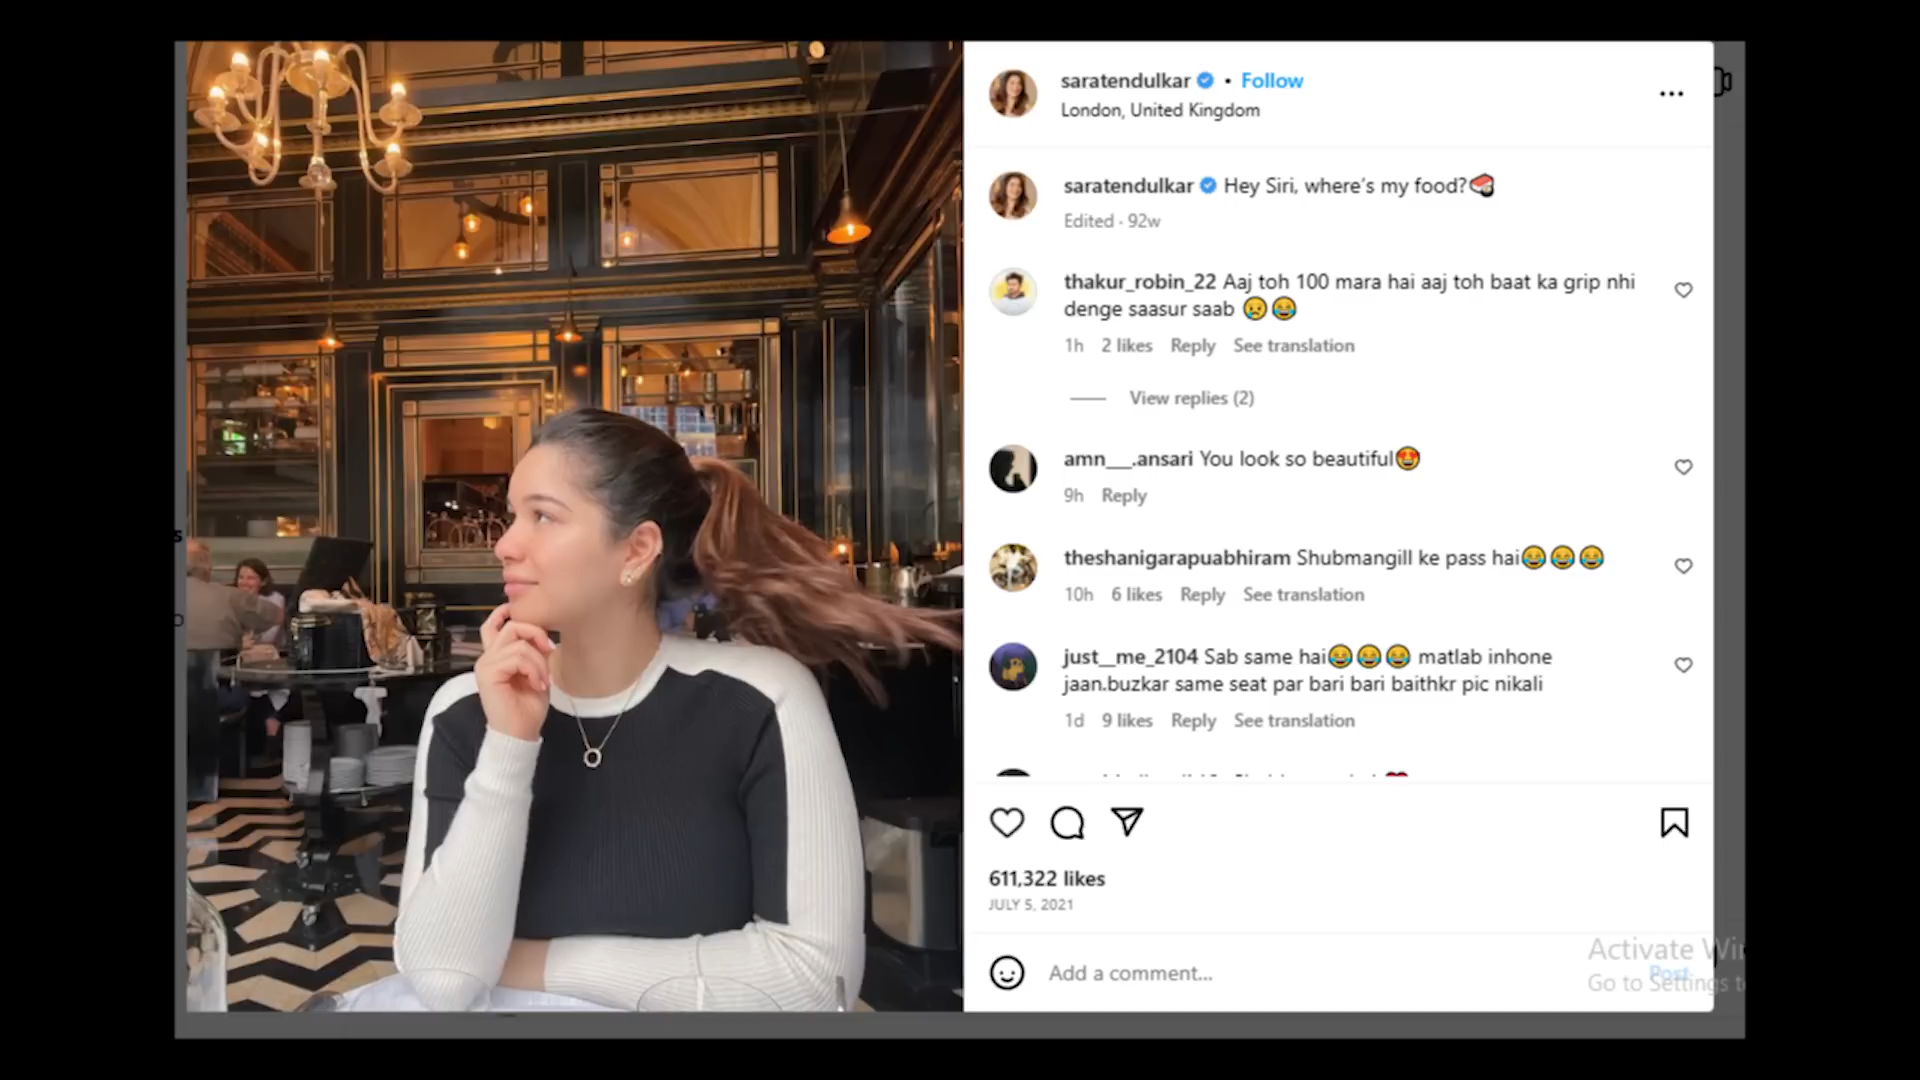 saratendulkar • Follow
London, United Kingdom
saratendulkar Hey Siri, where's my food?🍣
Edited · 92w
thakur_robin_22 Aaj toh 100 mara hai aaj toh baat ka grip nhi
denge saasur saab 😢😂
1h 2 likes Reply See translation
View replies (2)
amn___.ansari You look so beautiful😍
9h Reply
theshanigarapuabhiram Shubmangill ke pass hai😂😂😂
10h 6 likes Reply See translation
just__me_2104 Sab same hai😂😂😂 matlab inhone
jaan.buzkar same seat par bari bari baithkr pic nikali
1d 9 likes Reply See translation
611,322 likes
JULY 5, 2021
Add a comment...
Post
Activate Wi
Go to Settings t